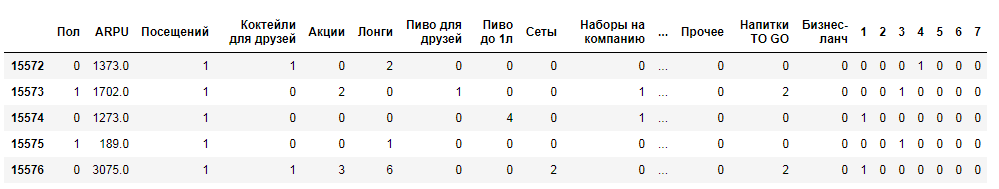 Пол ARPU Посещений Коктейли для друзей Акции Лонги Пиво для друзей Пиво до 1л Сеты Наборы на компанию ... Прочее Напитки TO GO Бизнес-ланч 1 2 3 4 5 6 7
15572 0 1373.0 1 1 0 2 0 0 0 0 ... 0 0 0 0 0 0 1 0 0 0
15573 1 1702.0 1 0 2 0 1 0 0 1 ... 0 2 0 0 0 1 0 0 0 0
15574 0 1273.0 1 0 0 0 0 4 0 1 ... 0 0 0 1 0 0 0 0 0 0
15575 1 189.0 1 0 0 1 0 0 0 0 ... 0 0 0 0 0 1 0 0 0 0
15576 0 3075.0 1 1 3 6 0 0 2 0 ... 0 2 0 1 0 0 0 0 0 0